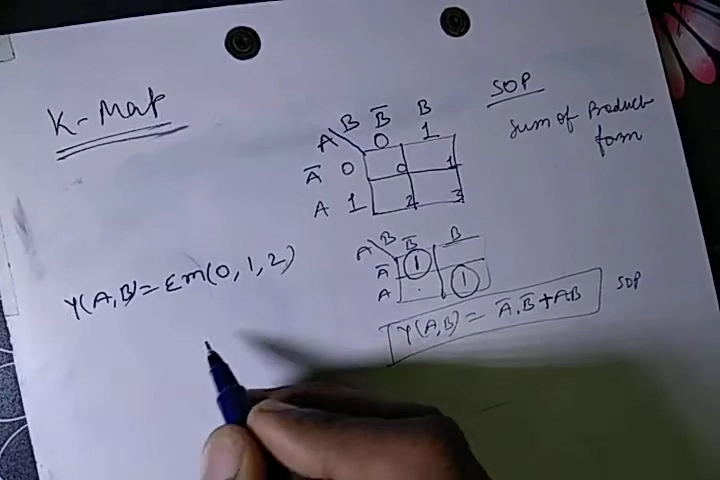 K-Map
SOP
Sum of Product
form
A B B̅ B
0 1
A̅ 0 0 1
A 1 2 3
Y(A,B) = Σm(0,1,2)
A B B̅ B
A̅ 1
A 1
Y(A,B) = A̅.B̅ + AB
SOP